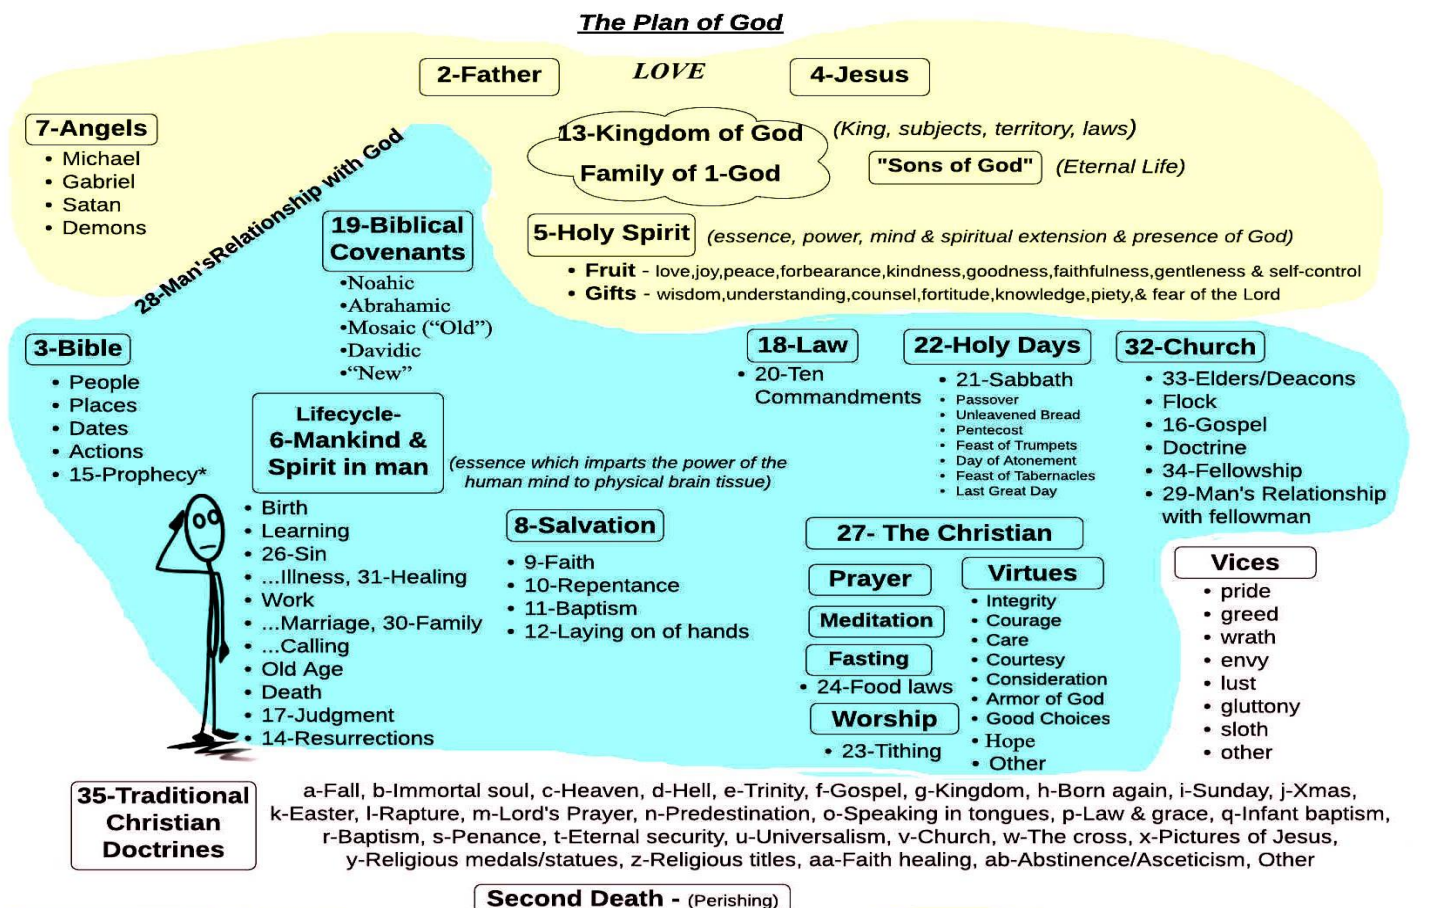 The Plan of God
2-Father
LOVE
4-Jesus
7-Angels
• Michael
• Gabriel
• Satan
• Demons
28-Man'sRelationship with God
13-Kingdom of God
Family of 1-God
(King, subjects, territory, laws)
"Sons of God"
(Eternal Life)
5-Holy Spirit
(essence, power, mind & spiritual extension & presence of God)
• Fruit - love,joy,peace,forbearance,kindness,goodness,faithfulness,gentleness & self-control
• Gifts - wisdom,understanding,counsel,fortitude,knowledge,piety,& fear of the Lord
19-Biblical
Covenants
•Noahic
•Abrahamic
•Mosaic (“Old”)
•Davidic
•“New”
3-Bible
• People
• Places
• Dates
• Actions
• 15-Prophecy*
Lifecycle-
6-Mankind &
Spirit in man
(essence which imparts the power of the
human mind to physical brain tissue)
• Birth
• Learning
• 26-Sin
• ...Illness, 31-Healing
• Work
• ...Marriage, 30-Family
• ...Calling
• Old Age
• Death
• 17-Judgment
• 14-Resurrections
8-Salvation
• 9-Faith
• 10-Repentance
• 11-Baptism
• 12-Laying on of hands
18-Law
• 20-Ten
Commandments
22-Holy Days
• 21-Sabbath
• Passover
• Unleavened Bread
• Pentecost
• Feast of Trumpets
• Day of Atonement
• Feast of Tabernacles
• Last Great Day
32-Church
• 33-Elders/Deacons
• Flock
• 16-Gospel
• Doctrine
• 34-Fellowship
• 29-Man's Relationship
with fellowman
27- The Christian
Prayer
Meditation
Fasting
• 24-Food laws
Worship
• 23-Tithing
Virtues
• Integrity
• Courage
• Care
• Courtesy
• Consideration
• Armor of God
• Good Choices
• Hope
• Other
Vices
• pride
• greed
• wrath
• envy
• lust
• gluttony
• sloth
• other
35-Traditional
Christian
Doctrines
a-Fall, b-Immortal soul, c-Heaven, d-Hell, e-Trinity, f-Gospel, g-Kingdom, h-Born again, i-Sunday, j-Xmas,
k-Easter, l-Rapture, m-Lord's Prayer, n-Predestination, o-Speaking in tongues, p-Law & grace, q-Infant baptism,
r-Baptism, s-Penance, t-Eternal security, u-Universalism, v-Church, w-The cross, x-Pictures of Jesus,
y-Religious medals/statues, z-Religious titles, aa-Faith healing, ab-Abstinence/Asceticism, Other
Second Death - (Perishing)